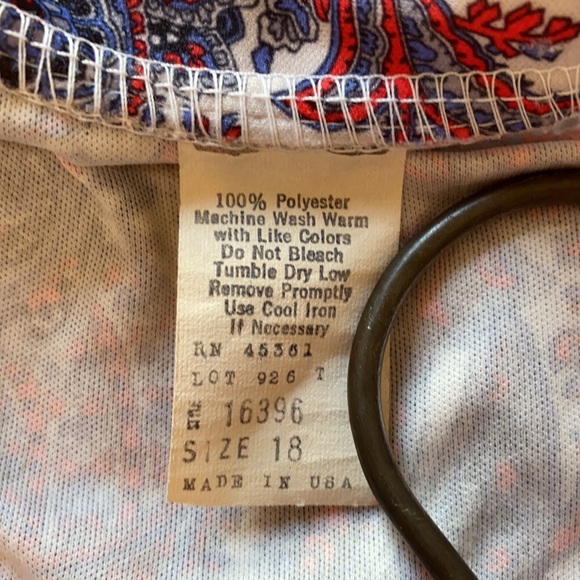 100% Polyester
Machine Wash Warm
with Like Colors
Do Not Bleach
Tumble Dry Low
Remove Promptly
Use Cool Iron
If Necessary
RN 45361
LOT 926 T
STYLE 16396
SIZE 18
MADE IN USA